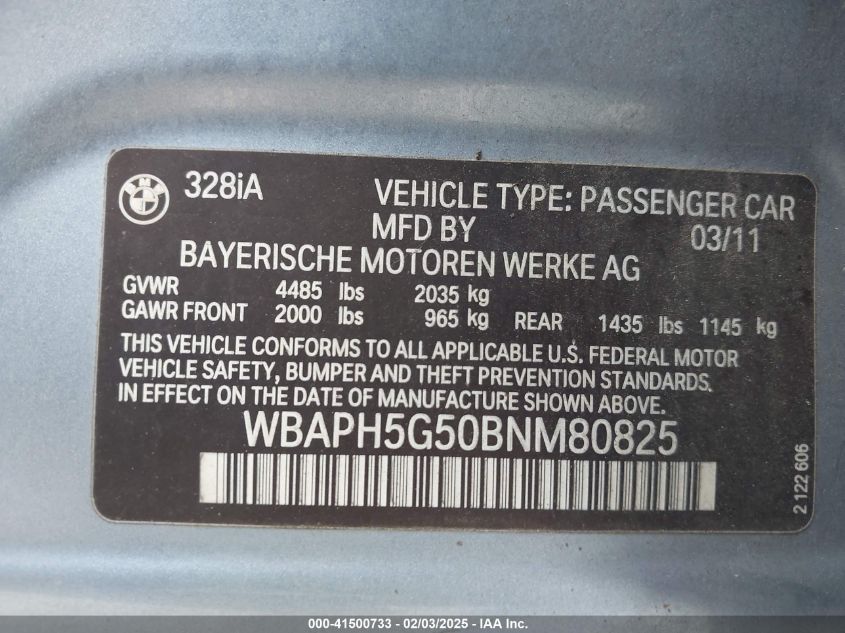 328iA VEHICLE TYPE: PASSENGER CAR
MFD BY 03/11
BAYERISCHE MOTOREN WERKE AG
GVWR 4485 lbs 2035 kg
GAWR FRONT 2000 lbs 965 kg REAR 1435 lbs 1145 kg
THIS VEHICLE CONFORMS TO ALL APPLICABLE U.S. FEDERAL MOTOR
VEHICLE SAFETY, BUMPER AND THEFT PREVENTION STANDARDS.
IN EFFECT ON THE DATE OF MANUFACTURE SHOWN ABOVE.
WBAPH5G50BNM80825
2 122 606
000-41500733 - 02/03/2025 - IAA Inc.